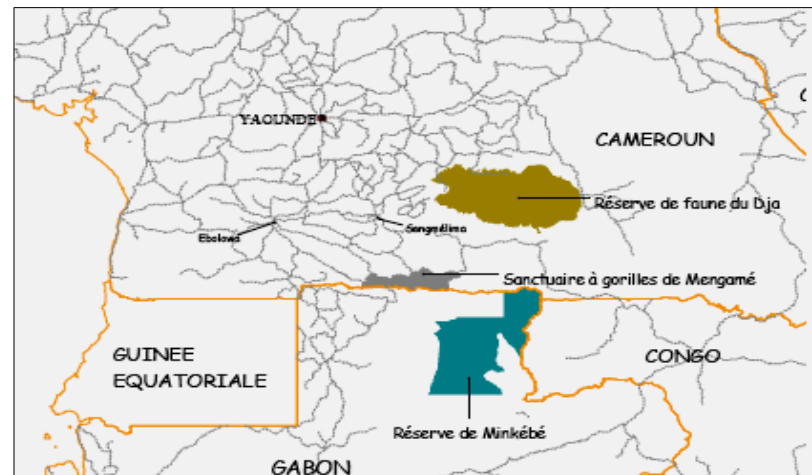 YAOUNDE
CAMEROUN
Réserve de faune du Dja
Ebolowa
Sangmélima
Sanctuaire à gorilles de Mengamé
GUINEE
EQUATORIALE
CONGO
Réserve de Minkébé
GABON